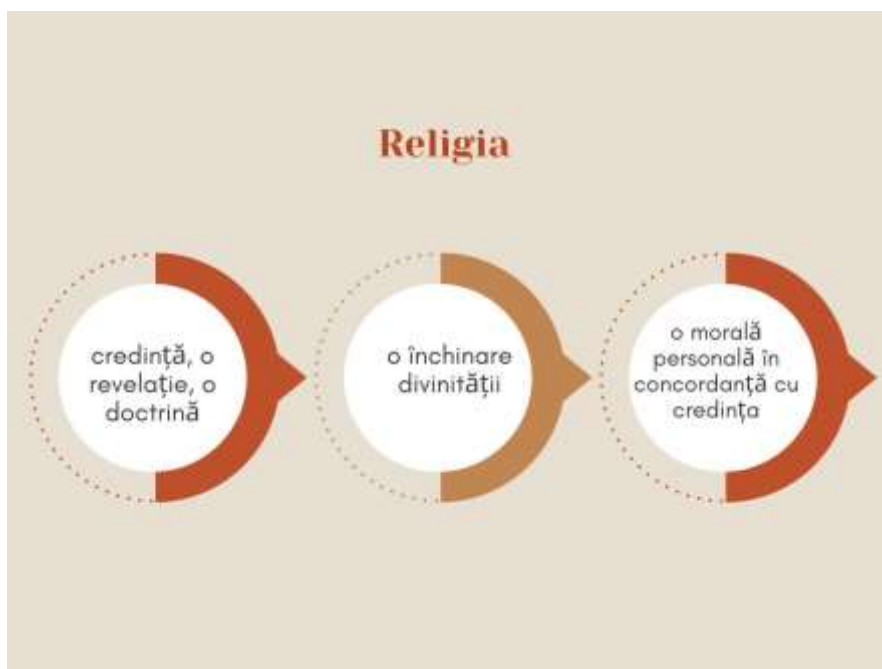 Religia
credință, o
revelație, o
doctrină
o închinare
divinității
o morală
personală în
concordanță cu
credința